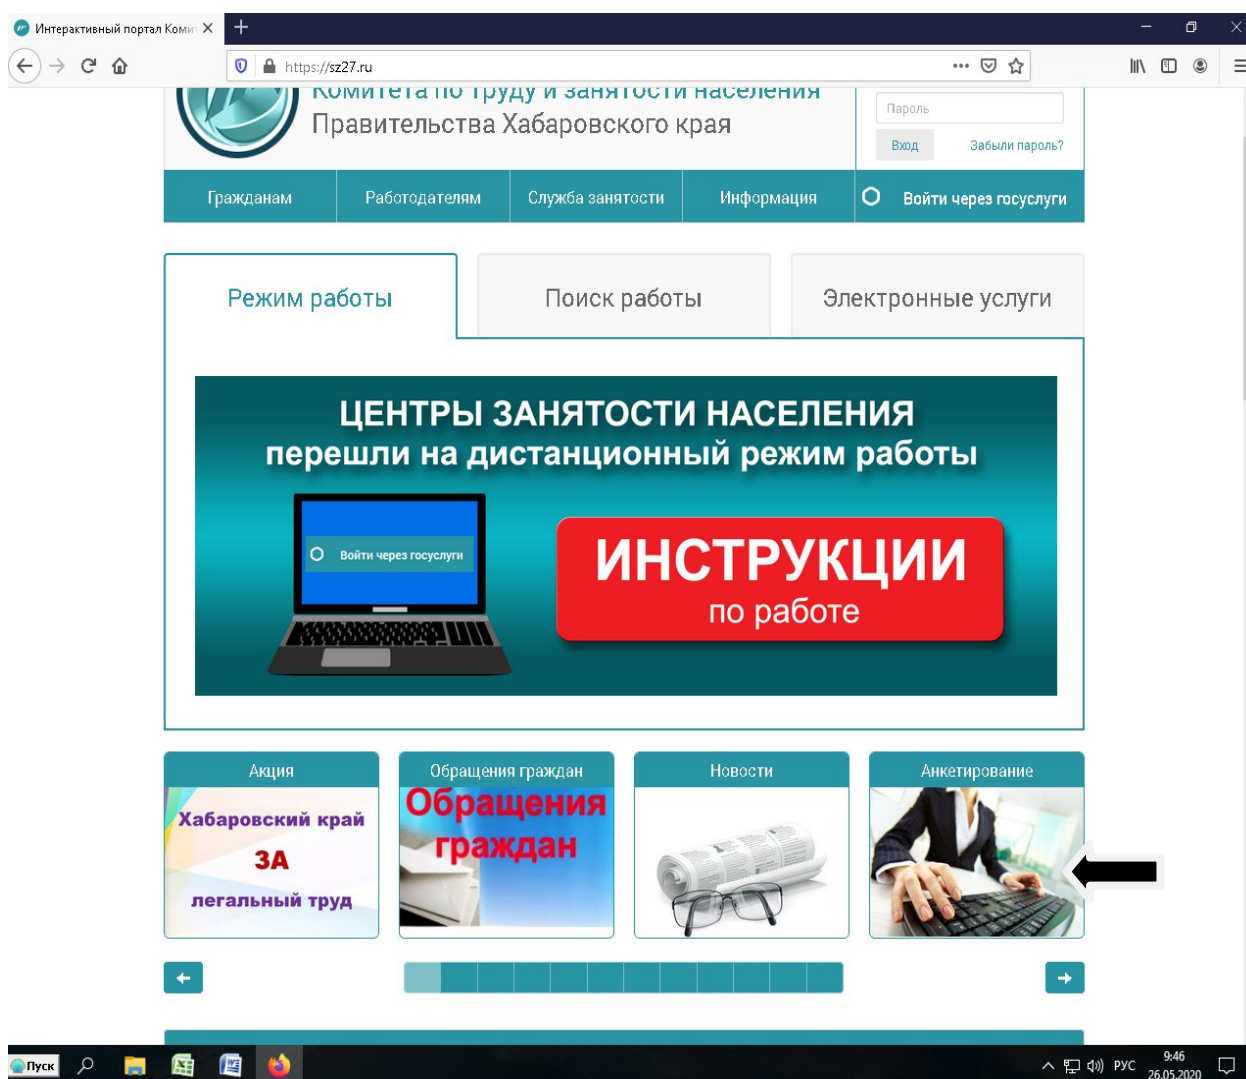 Интерактивный портал Коми
https://sz27.ru
Комитета по труду и занятости населения
Правительства Хабаровского края
Пароль
Вход
Забыли пароль?
Гражданам
Работодателям
Служба занятости
Информация
Войти через госуслуги
Режим работы
Поиск работы
Электронные услуги
ЦЕНТРЫ ЗАНЯТОСТИ НАСЕЛЕНИЯ
перешли на дистанционный режим работы
Войти через госуслуги
ИНСТРУКЦИИ
по работе
Акция
Обращения граждан
Новости
Анкетирование
Хабаровский край
ЗА
легальный труд
Обращения
граждан
Пуск
РУС
9:46
26.05.2020